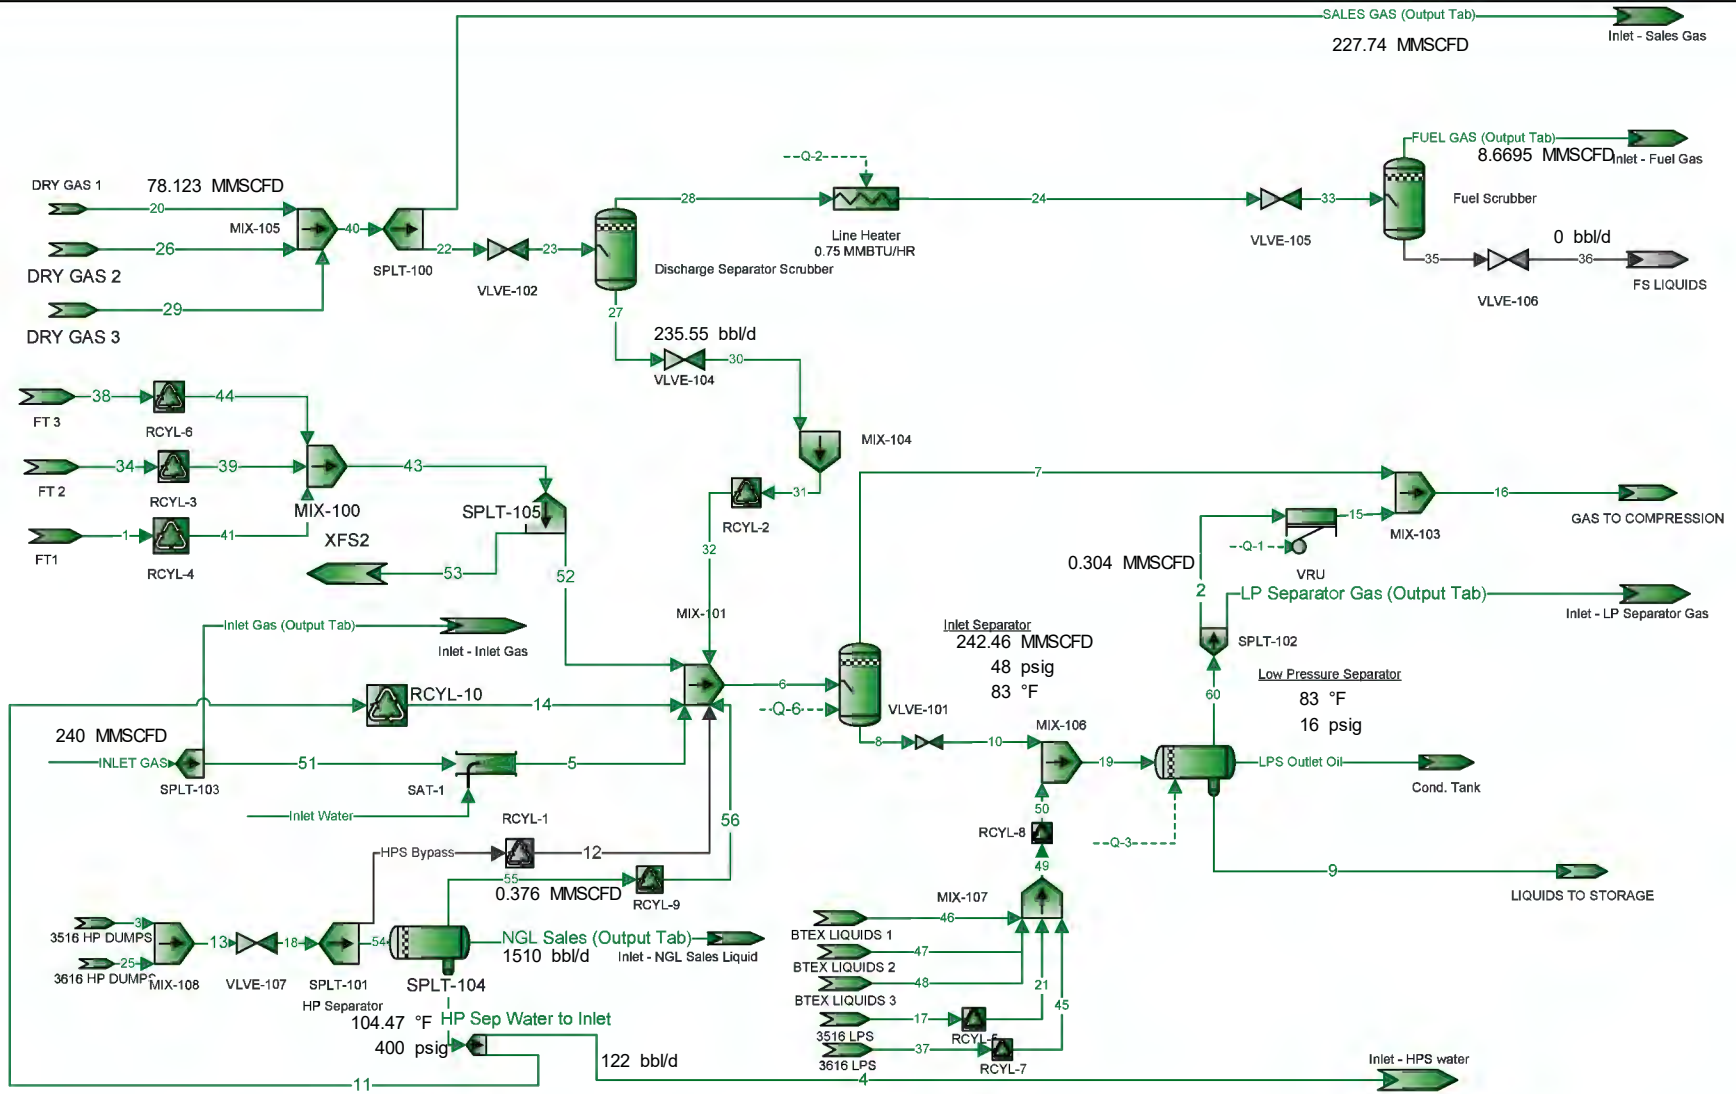 SALES GAS (Output Tab)
Inlet - Sales Gas
227.74 MMSCFD
FUEL GAS (Output Tab)
8.6695 MMSCFD
Inlet - Fuel Gas
Q-2
DRY GAS 1
78.123 MMSCFD
20
MIX-105
40
26
DRY GAS 2
SPLT-100
22
23
VLVE-102
28
Line Heater
0.75 MMBTU/HR
24
33
VLVE-105
Fuel Scrubber
Discharge Separator Scrubber
0 bbl/d
35
36
VLVE-106
FS LIQUIDS
29
DRY GAS 3
27
235.55 bbl/d
30
VLVE-104
38
44
FT 3
RCYL-6
MIX-104
34
39
43
FT 2
RCYL-3
MIX-100
SPLT-105
31
RCYL-2
7
16
GAS TO COMPRESSION
MIX-103
15
Q-1
VRU
1
41
FT1
RCYL-4
XFS2
53
52
32
0.304 MMSCFD
2
LP Separator Gas (Output Tab)
Inlet - LP Separator Gas
SPLT-102
MIX-101
Inlet Gas (Output Tab)
Inlet - Inlet Gas
Inlet Separator
242.46 MMSCFD
48 psig
83 °F
Low Pressure Separator
83 °F
16 psig
60
RCYL-10
14
6
Q-6
VLVE-101
MIX-106
8
10
19
240 MMSCFD
INLET GAS
51
5
SPLT-103
SAT-1
LPS Outlet Oil
Cond. Tank
Inlet Water
RCYL-1
56
50
RCYL-8
Q-3
HPS Bypass
12
49
55
0.376 MMSCFD
RCYL-9
9
LIQUIDS TO STORAGE
MIX-107
46
BTEX LIQUIDS 1
47
BTEX LIQUIDS 2
48
BTEX LIQUIDS 3
21
45
17
3516 LPS
37
3616 LPS
RCYL-7
3
3516 HP DUMPS
13
18
54
25
MIX-108
VLVE-107
SPLT-101
NGL Sales (Output Tab)
1510 bbl/d
Inlet - NGL Sales Liquid
SPLT-104
HP Separator
104.47 °F
400 psig
HP Sep Water to Inlet
122 bbl/d
11
4
Inlet - HPS water